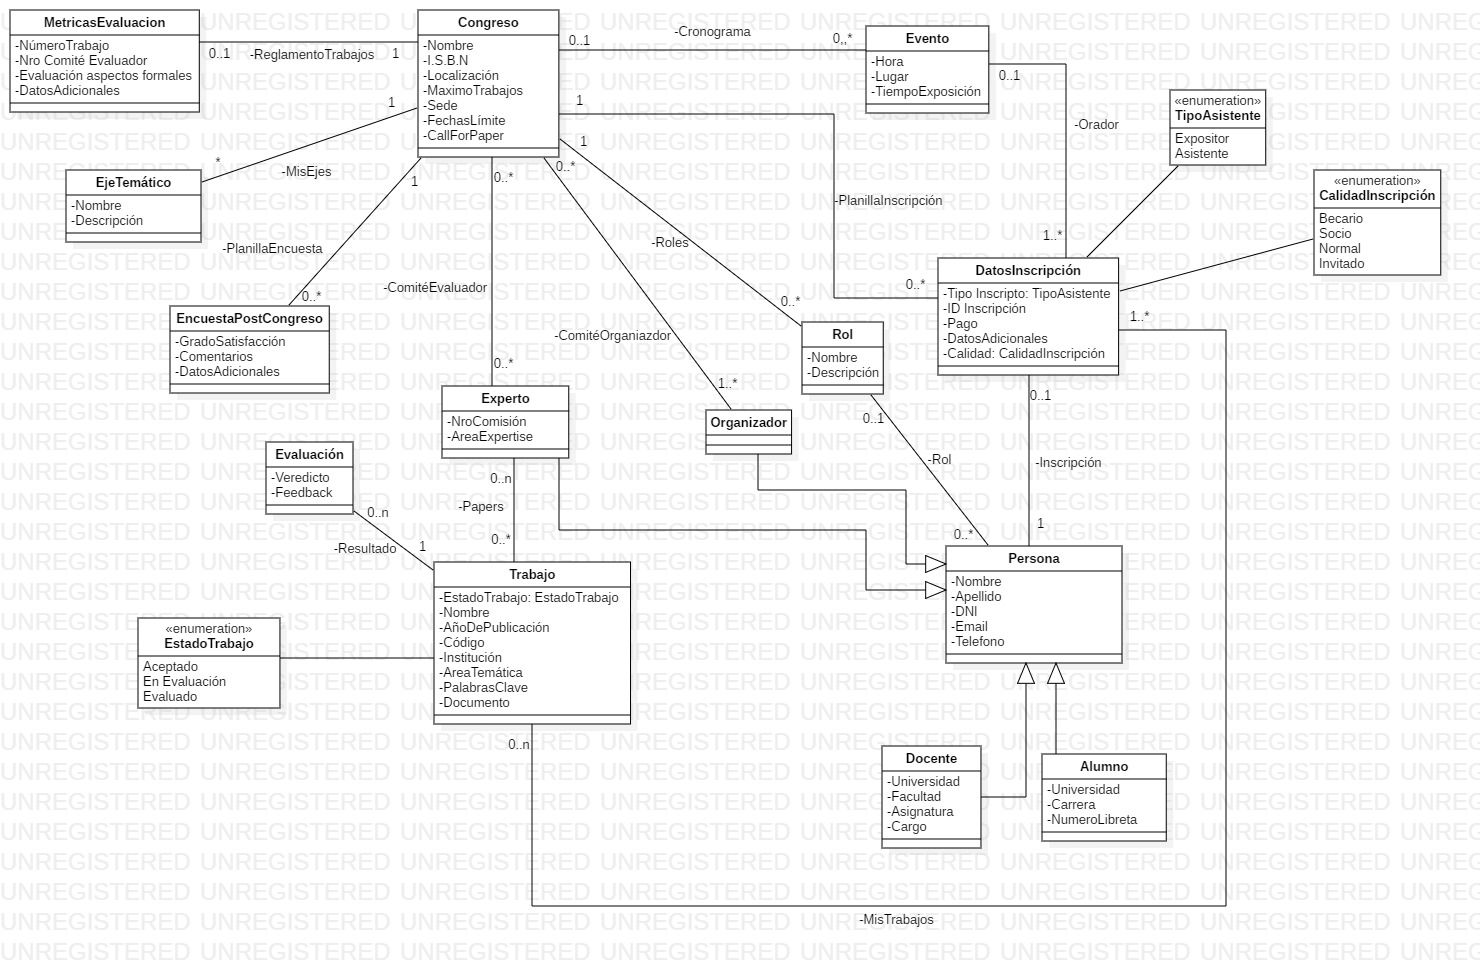 MetricasEvaluacion
-NúmeroTrabajo
-Nro Comité Evaluador
-Evaluación aspectos formales
-DatosAdicionales
0..1
-ReglamentoTrabajos
1
Congreso
-Nombre
-I.S.B.N
-Localización
-MaximoTrabajos
-Sede
-FechasLímite
-CallForPaper
0..1
-Cronograma
0,,*
Evento
-Hora
-Lugar
-TiempoExposición
0..1
-Orador
1..*
«enumeration»
TipoAsistente
Expositor
Asistente
«enumeration»
CalidadInscripción
Becario
Socio
Normal
Invitado
1
-MisEjes
*
EjeTemático
-Nombre
-Descripción
1
-PlanillaEncuesta
0..*
EncuestaPostCongreso
-GradoSatisfacción
-Comentarios
-DatosAdicionales
0..*
-ComitéEvaluador
0..*
0..*
-ComitéOrganiazdor
1..*
1
-Roles
0..*
1
-PlanillaInscripción
0..*
DatosInscripción
-Tipo Inscripto: TipoAsistente
-ID Inscripción
-Pago
-DatosAdicionales
-Calidad: CalidadInscripción
1..*
Rol
-Nombre
-Descripción
0..1
-Rol
0..*
0..1
-Inscripción
1
Experto
-NroComisión
-AreaExpertise
Organizador
Evaluación
-Veredicto
-Feedback
0..n
-Resultado
1
0..n
-Papers
0..*
Trabajo
-EstadoTrabajo: EstadoTrabajo
-Nombre
-AñoDePublicación
-Código
-Institución
-AreaTemática
-PalabrasClave
-Documento
0..n
«enumeration»
EstadoTrabajo
Aceptado
En Evaluación
Evaluado
Persona
-Nombre
-Apellido
-DNI
-Email
-Telefono
Docente
-Universidad
-Facultad
-Asignatura
-Cargo
Alumno
-Universidad
-Carrera
-NumeroLibreta
-MisTrabajos
UNREGISTERED